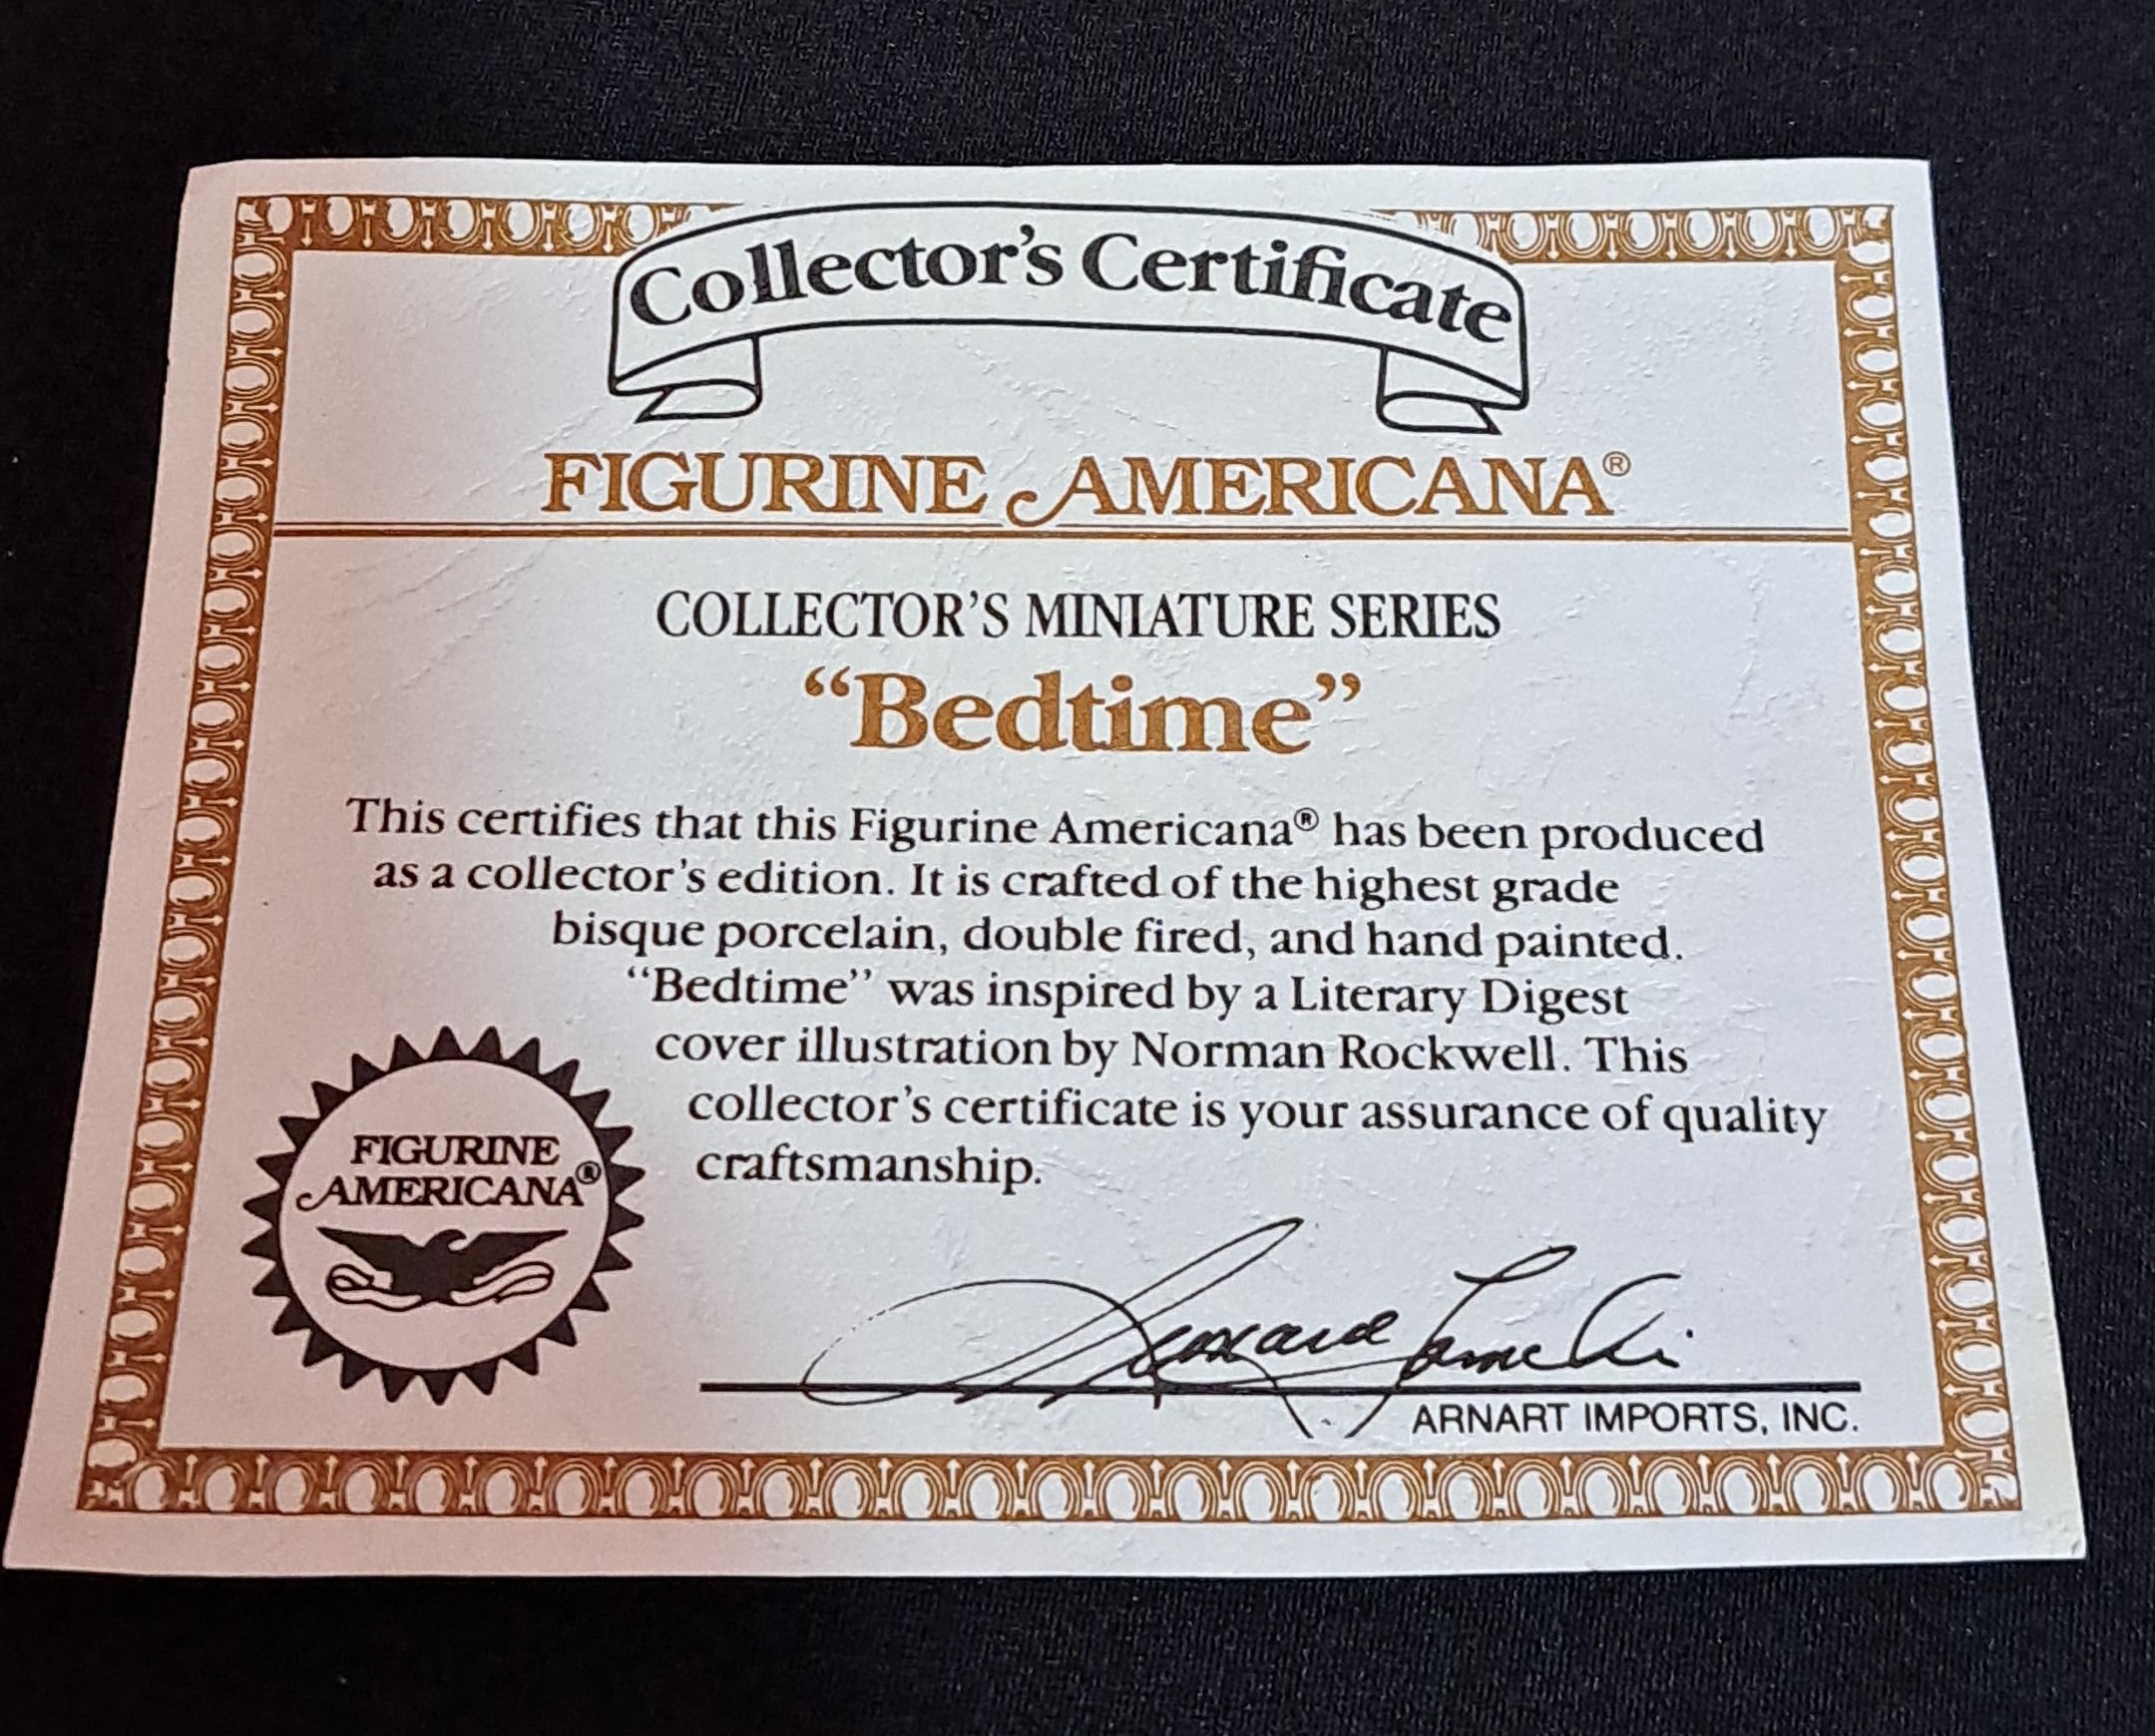 Collector's Certificate
FIGURINE AMERICANA®
COLLECTOR'S MINIATURE SERIES
“Bedtime”
This certifies that this Figurine Americana® has been produced
as a collector's edition. It is crafted of the highest grade
bisque porcelain, double fired, and hand painted.
“Bedtime” was inspired by a Literary Digest
cover illustration by Norman Rockwell. This
collector's certificate is your assurance of quality
craftsmanship.
FIGURINE
AMERICANA®
ARNART IMPORTS, INC.